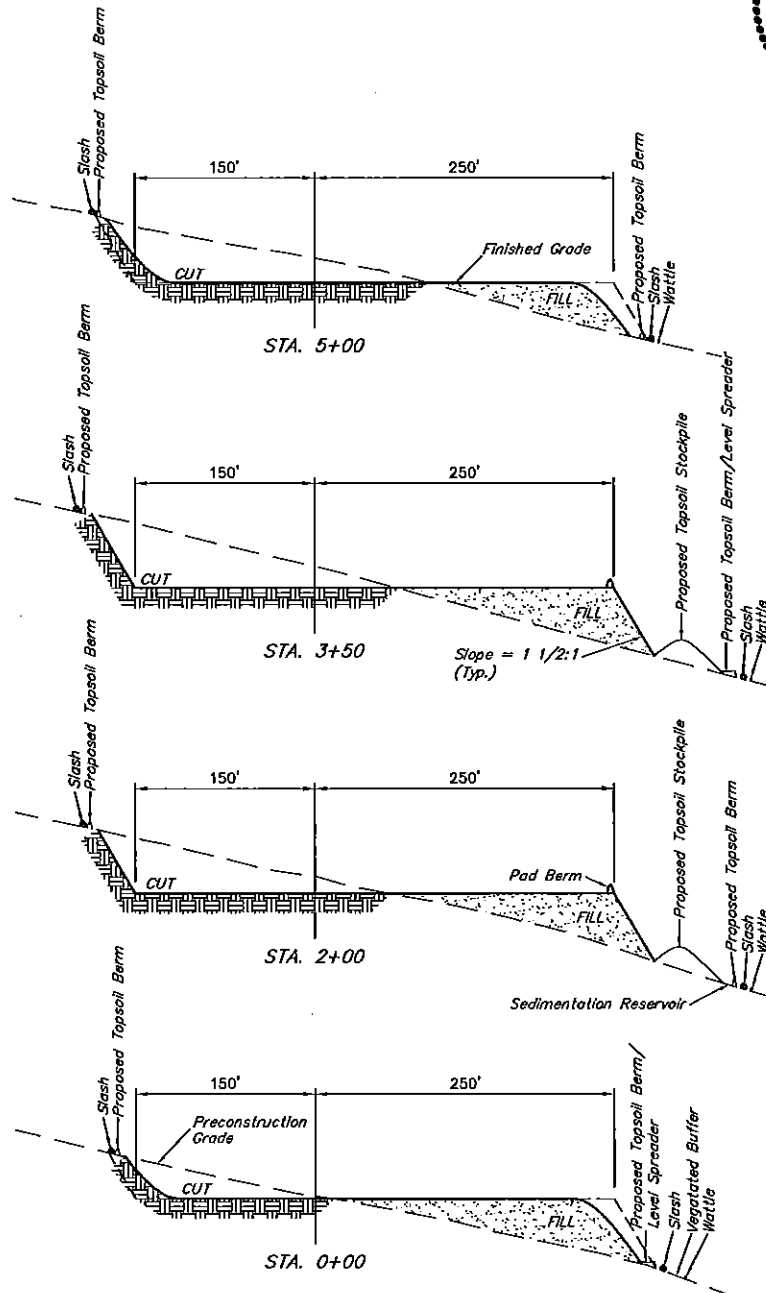 Slash
Proposed Topsoil Berm
150'
250'
Proposed Topsoil Berm
Slash
Wattle
Finished Grade
CUT
FILL
STA. 5+00
Slash
Proposed Topsoil Berm
150'
250'
Proposed Topsoil Stockpile
Proposed Topsoil Berm/Level Spreader
Slash
Wattle
CUT
FILL
Slope = 1 1/2:1
(Typ.)
STA. 3+50
Slash
Proposed Topsoil Berm
150'
250'
Proposed Topsoil Stockpile
Proposed Topsoil Berm
Slash
Wattle
Pad Berm
CUT
FILL
STA. 2+00
Sedimentation Reservoir
Slash
Proposed Topsoil Berm
150'
250'
Preconstruction
Grade
Proposed Topsoil Berm/
Level Spreader
Slash
Vegatated Buffer
Wattle
CUT
FILL
STA. 0+00